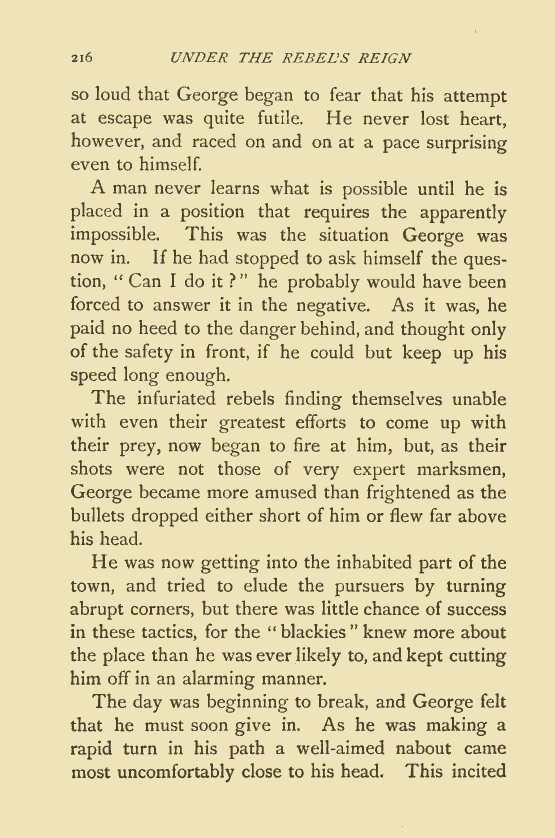 216 UNDER THE REBEL'S REIGN
so loud that George began to fear that his attempt
at escape was quite futile. He never lost heart,
however, and raced on and on at a pace surprising
even to himself.
A man never learns what is possible until he is
placed in a position that requires the apparently
impossible. This was the situation George was
now in. If he had stopped to ask himself the ques-
tion, “ Can I do it ? ” he probably would have been
forced to answer it in the negative. As it was, he
paid no heed to the danger behind, and thought only
of the safety in front, if he could but keep up his
speed long enough.
The infuriated rebels finding themselves unable
with even their greatest efforts to come up with
their prey, now began to fire at him, but, as their
shots were not those of very expert marksmen,
George became more amused than frightened as the
bullets dropped either short of him or flew far above
his head.
He was now getting into the inhabited part of the
town, and tried to elude the pursuers by turning
abrupt corners, but there was little chance of success
in these tactics, for the “ blackies ” knew more about
the place than he was ever likely to, and kept cutting
him off in an alarming manner.
The day was beginning to break, and George felt
that he must soon give in. As he was making a
rapid turn in his path a well-aimed nabout came
most uncomfortably close to his head. This incited